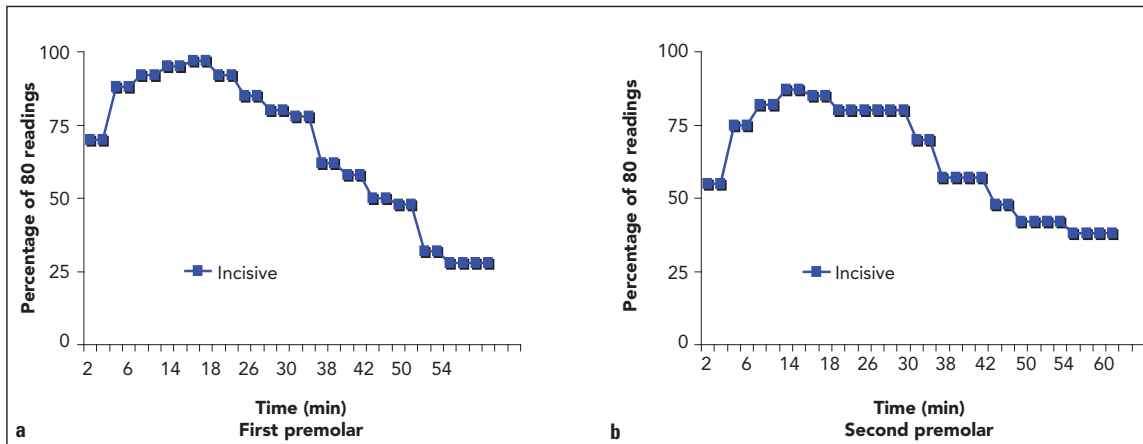 100
75
50
25
0
Percentage of 80 readings
Incisive
2 6 14 18 26 30 38 42 50 54
Time (min)
a First premolar
100
75
50
25
0
Percentage of 80 readings
Incisive
2 6 14 18 26 30 38 42 50 54 60
Time (min)
b Second premolar